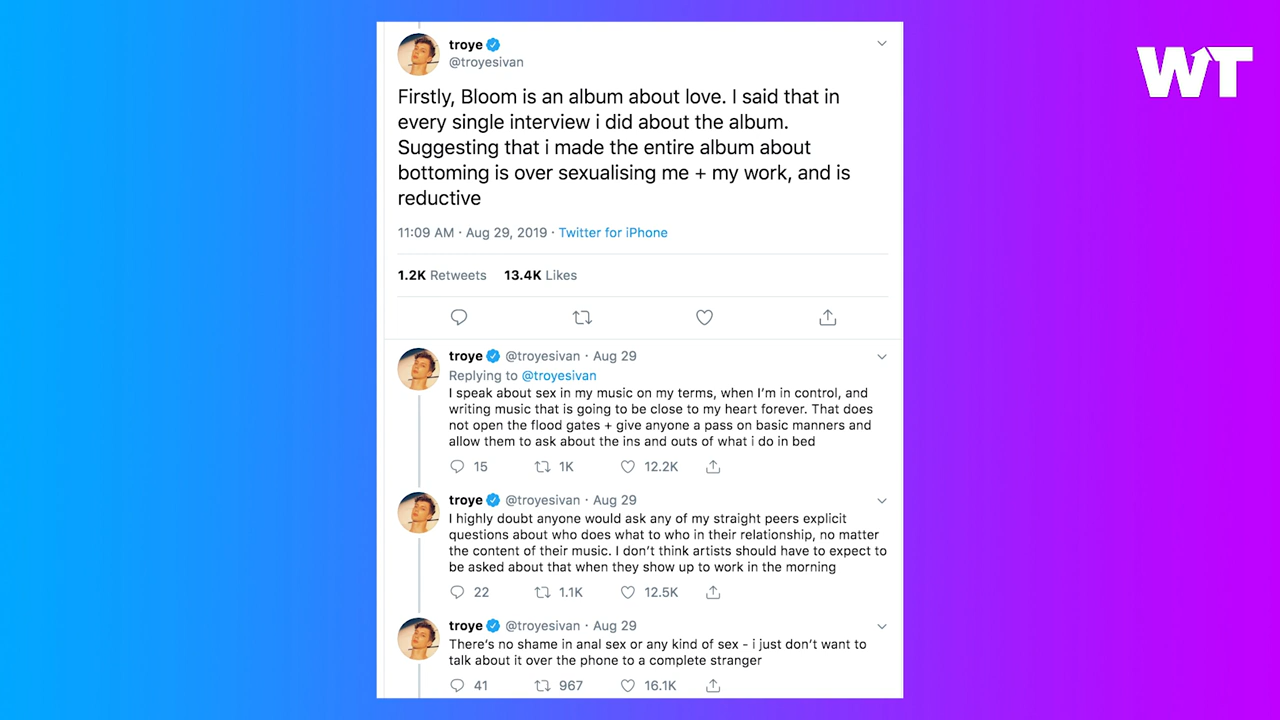 WT
troye
@troyesivan
Firstly, Bloom is an album about love. I said that in
every single interview i did about the album.
Suggesting that i made the entire album about
bottoming is over sexualising me + my work, and is
reductive
11:09 AM · Aug 29, 2019 · Twitter for iPhone
1.2K Retweets 13.4K Likes
troye @troyesivan · Aug 29
Replying to @troyesivan
I speak about sex in my music on my terms, when I'm in control, and
writing music that is going to be close to my heart forever. That does
not open the flood gates + give anyone a pass on basic manners and
allow them to ask about the ins and outs of what i do in bed
15 1K 12.2K
troye @troyesivan · Aug 29
I highly doubt anyone would ask any of my straight peers explicit
questions about who does what to who in their relationship, no matter
the content of their music. I don't think artists should have to expect to
be asked about that when they show up to work in the morning
22 1.1K 12.5K
troye @troyesivan · Aug 29
There's no shame in anal sex or any kind of sex - i just don't want to
talk about it over the phone to a complete stranger
41 967 16.1K